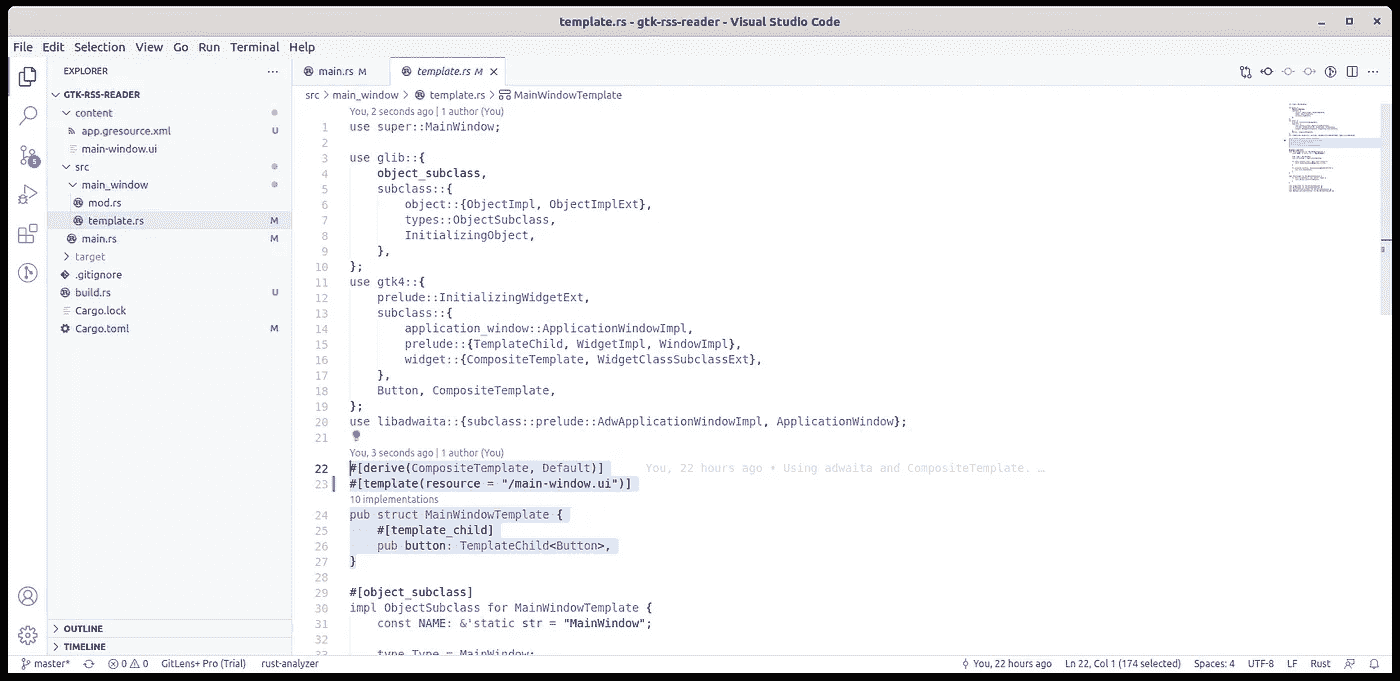 template.rs - gtk-rss-reader - Visual Studio Code
File Edit Selection View Go Run Terminal Help
EXPLORER
GTK-RSS-READER
content
app.gresource.xml U
main-window.ui
src
main_window
mod.rs
template.rs M
main.rs M
target
.gitignore
build.rs U
Cargo.lock
Cargo.toml M
OUTLINE
TIMELINE
5
main.rs M
template.rs M
src > main_window > template.rs > MainWindowTemplate
You, 2 seconds ago | 1 author (You)
1 use super::MainWindow;
2
3 use glib::{
4 object_subclass,
5 subclass::{
6 object::{ObjectImpl, ObjectImplExt},
7 types::ObjectSubclass,
8 InitializingObject,
9 },
10 };
11 use gtk4::{
12 prelude::InitializingWidgetExt,
13 subclass::{
14 application_window::ApplicationWindowImpl,
15 prelude::{TemplateChild, WidgetImpl, WindowImpl},
16 widget::{CompositeTemplate, WidgetClassSubclassExt},
17 },
18 Button, CompositeTemplate,
19 };
20 use libadwaita::{subclass::prelude::AdwApplicationWindowImpl, ApplicationWindow};
21
You, 3 seconds ago | 1 author (You)
22 #[derive(CompositeTemplate, Default)] You, 22 hours ago • Using adwaita and CompositeTemplate. …
23 #[template(resource = "/main-window.ui")]
10 implementations
24 pub struct MainWindowTemplate {
25 #[template_child]
26 pub button: TemplateChild<Button>,
27 }
28
29 #[object_subclass]
30 impl ObjectSubclass for MainWindowTemplate {
31 const NAME: &'static str = "MainWindow";
32
33 type Type = MainWindow;
master* 0 0 GitLens+ Pro (Trial) rust-analyzer You, 22 hours ago Ln 22, Col 1 (174 selected) Spaces: 4 UTF-8 LF Rust